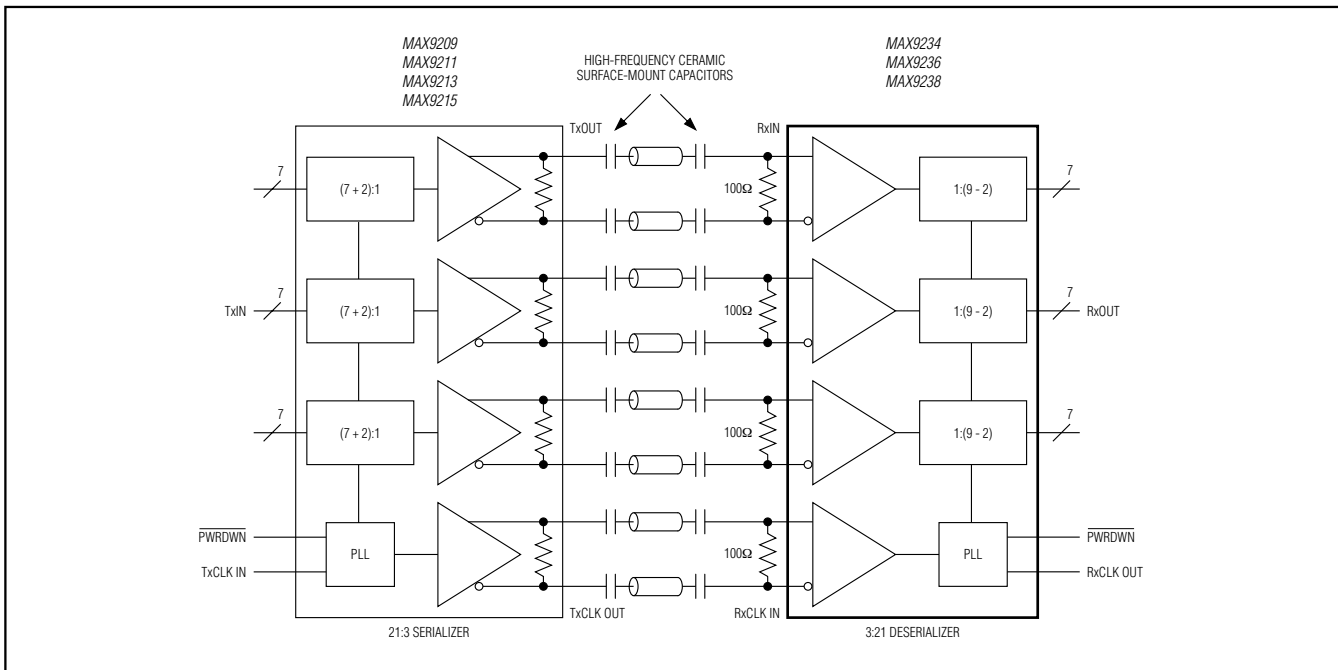 MAX9209
MAX9211
MAX9213
MAX9215
HIGH-FREQUENCY CERAMIC
SURFACE-MOUNT CAPACITORS
MAX9234
MAX9236
MAX9238
TxOUT
RxIN
7
(7 + 2):1
100Ω
1:(9 - 2)
7
TxIN
7
(7 + 2):1
100Ω
1:(9 - 2)
7
RxOUT
7
(7 + 2):1
100Ω
1:(9 - 2)
7
PWRDWN
TxCLK IN
PLL
100Ω
PLL
PWRDWN
RxCLK OUT
TxCLK OUT
RxCLK IN
21:3 SERIALIZER
3:21 DESERIALIZER